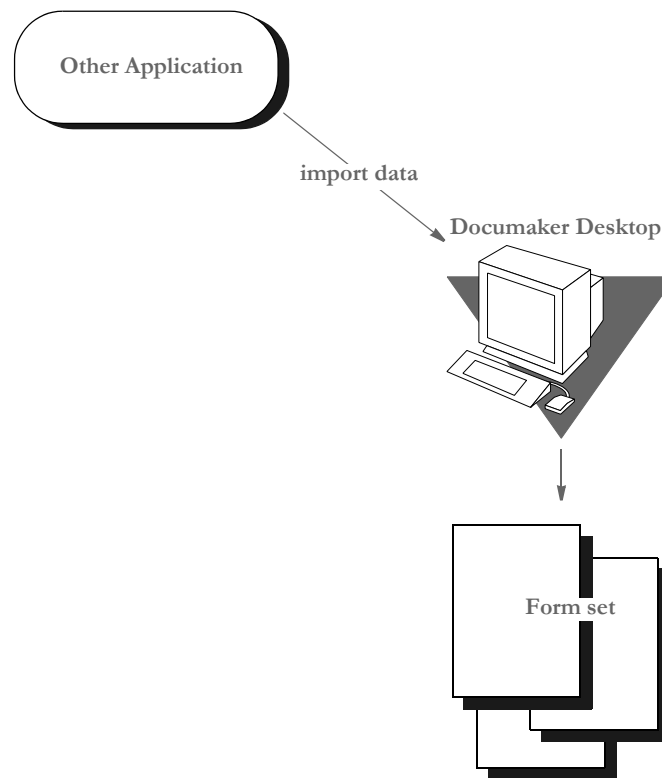 Other Application
import data
Documaker Desktop
Form set